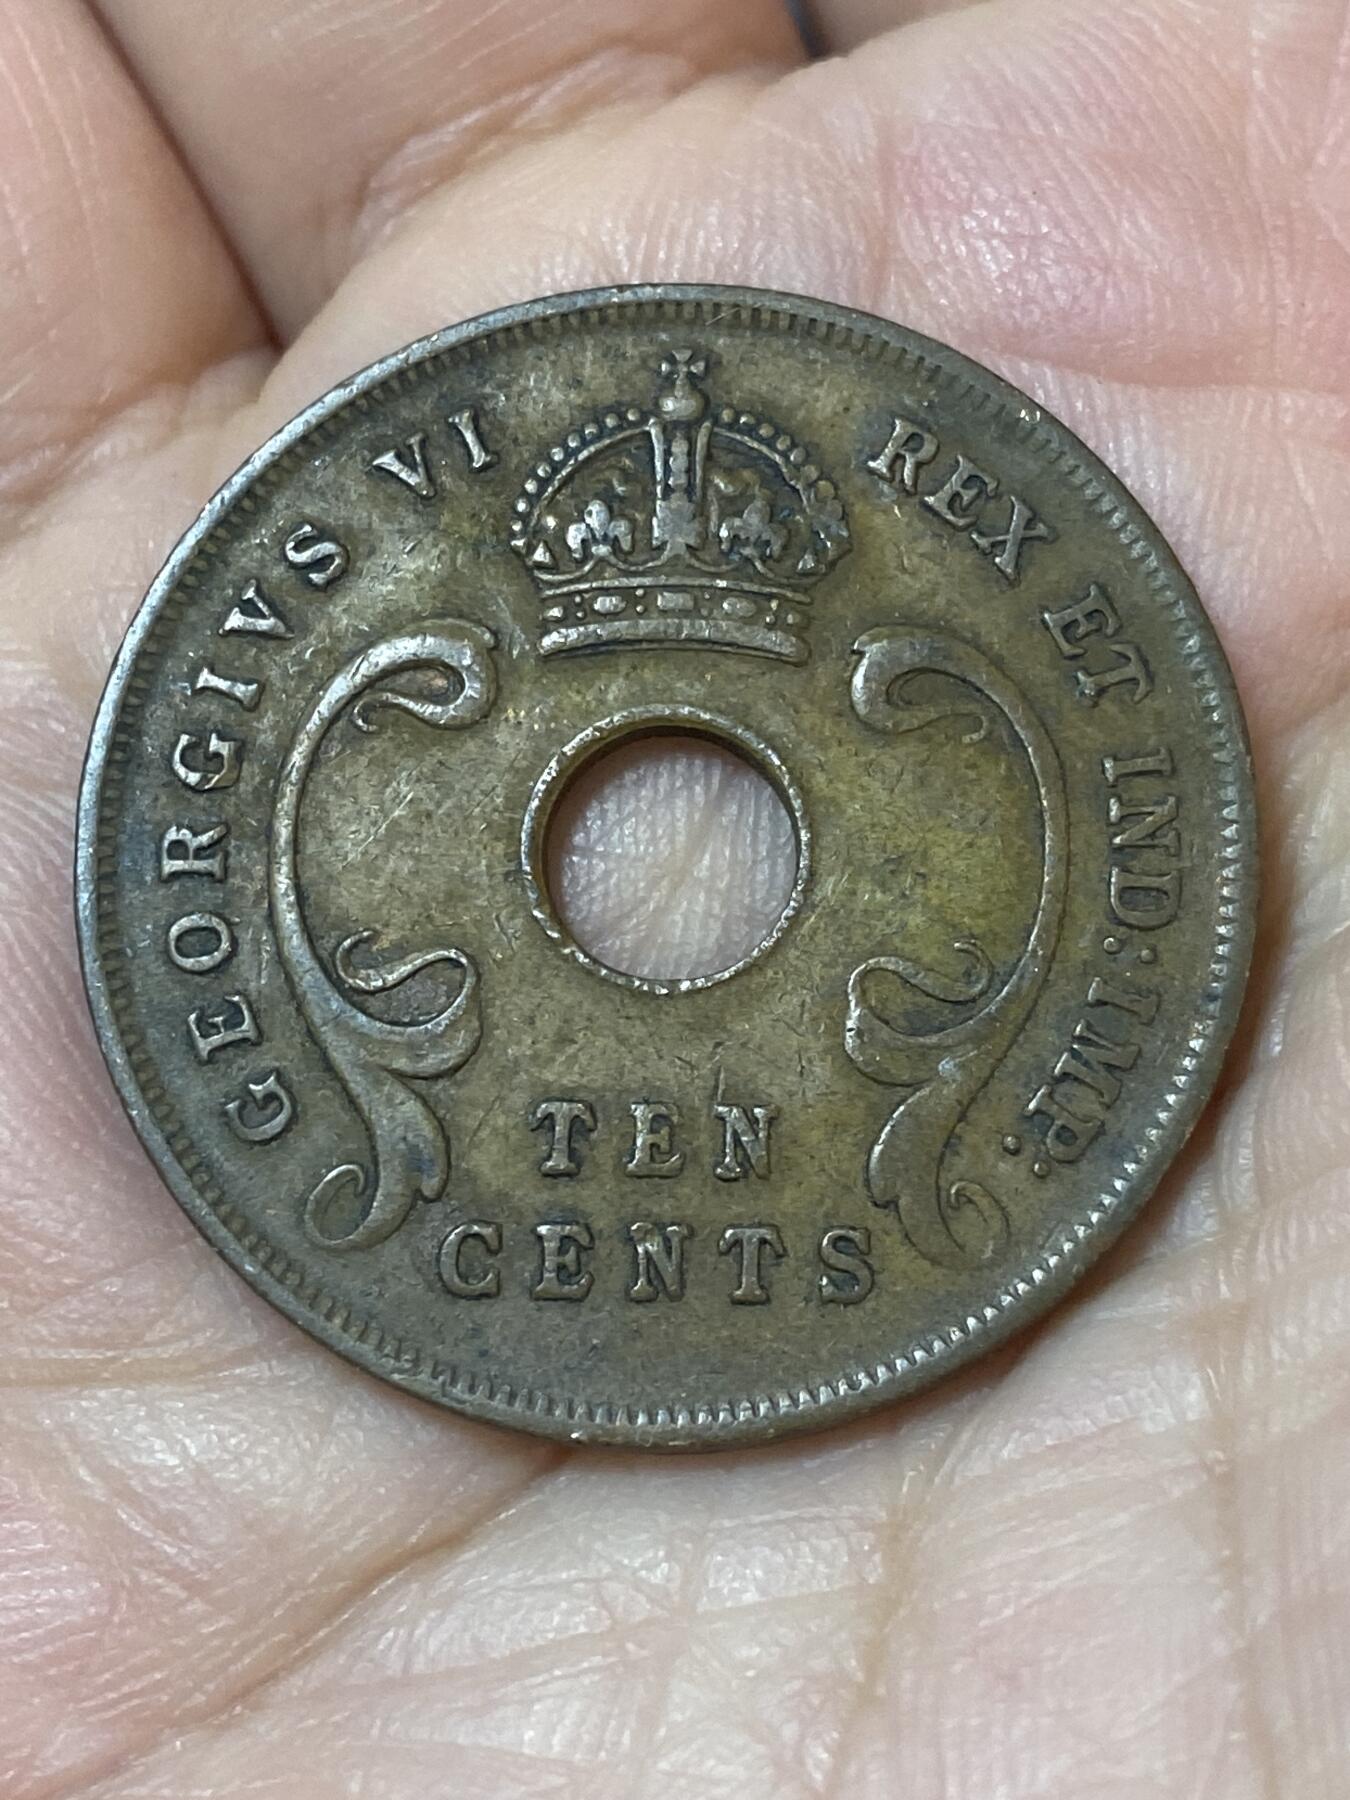 GEORGIVS VI REX ET IND:IMP:
TEN
CENTS